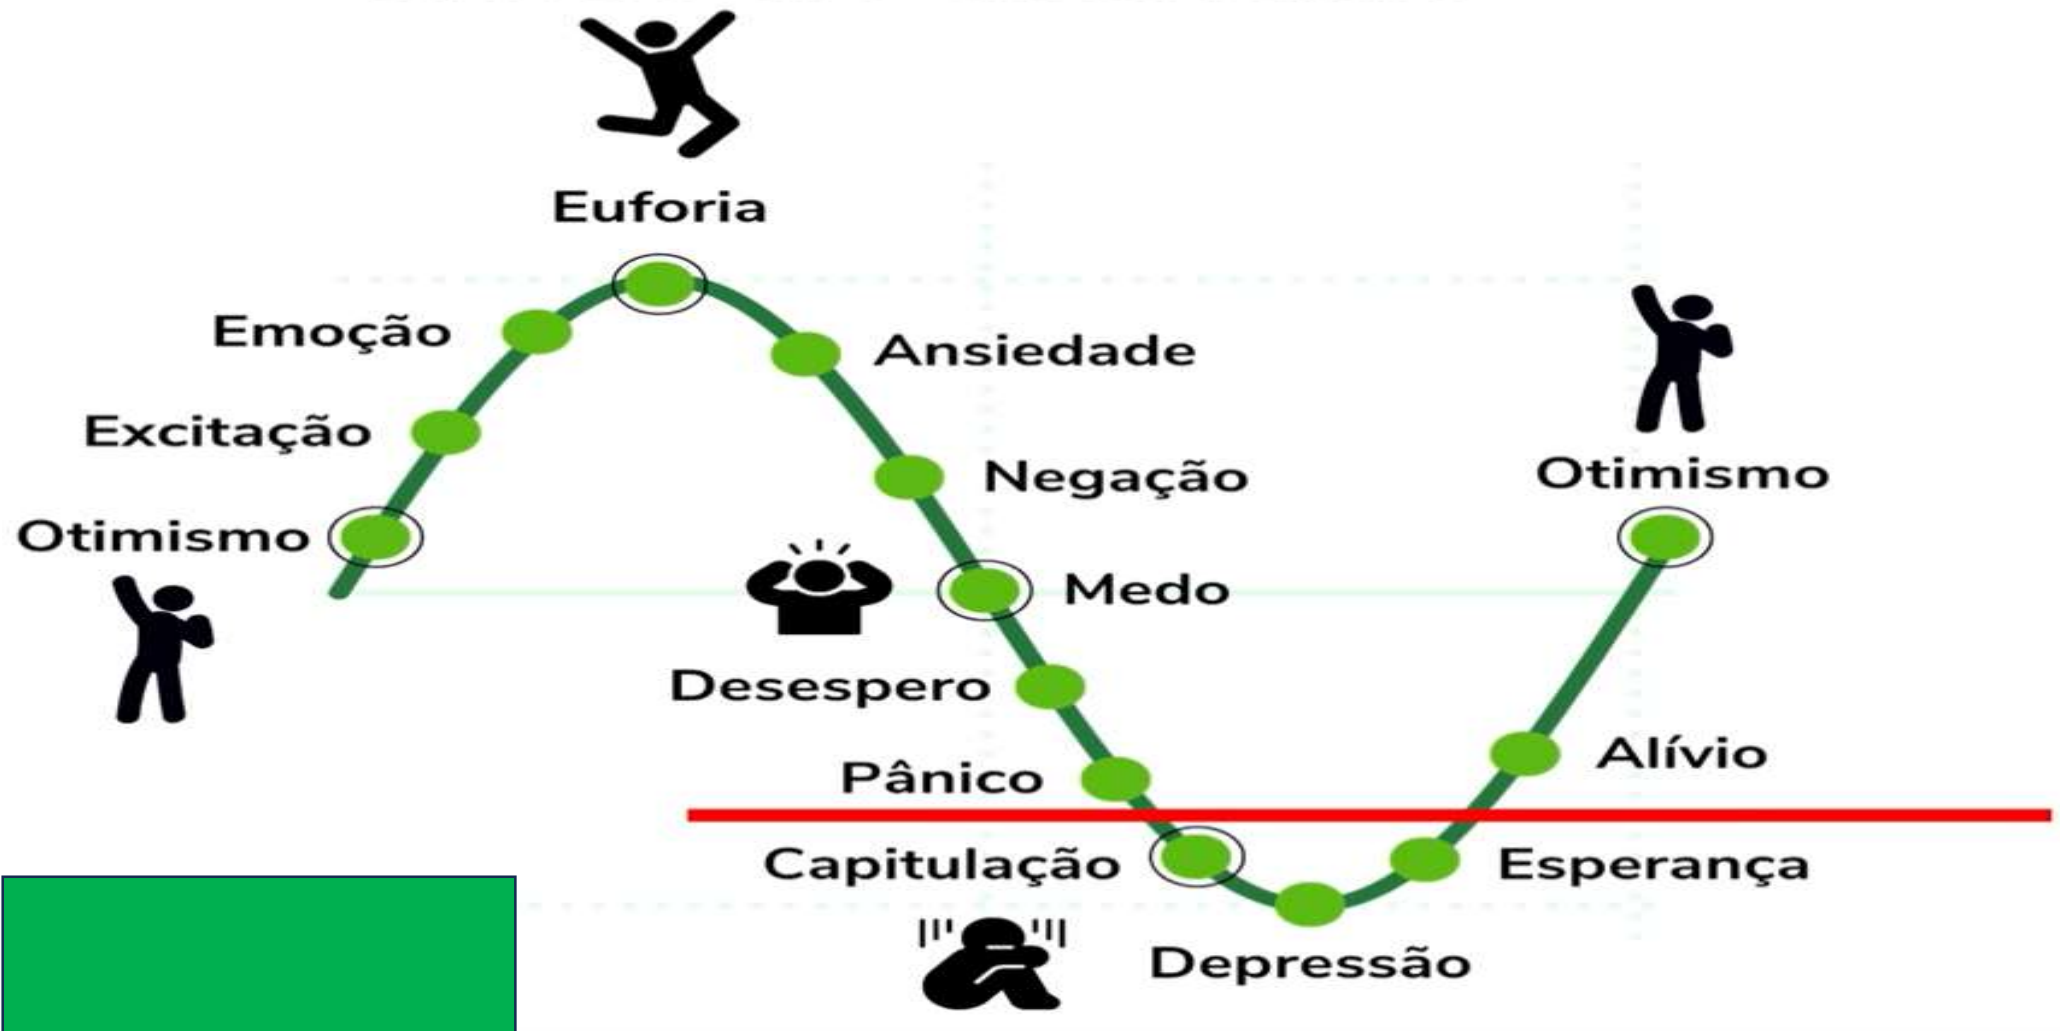 Euforia
Emoção
Ansiedade
Excitação
Negação
Otimismo
Otimismo
Medo
Desespero
Pânico
Alívio
Capitulação
Esperança
Depressão